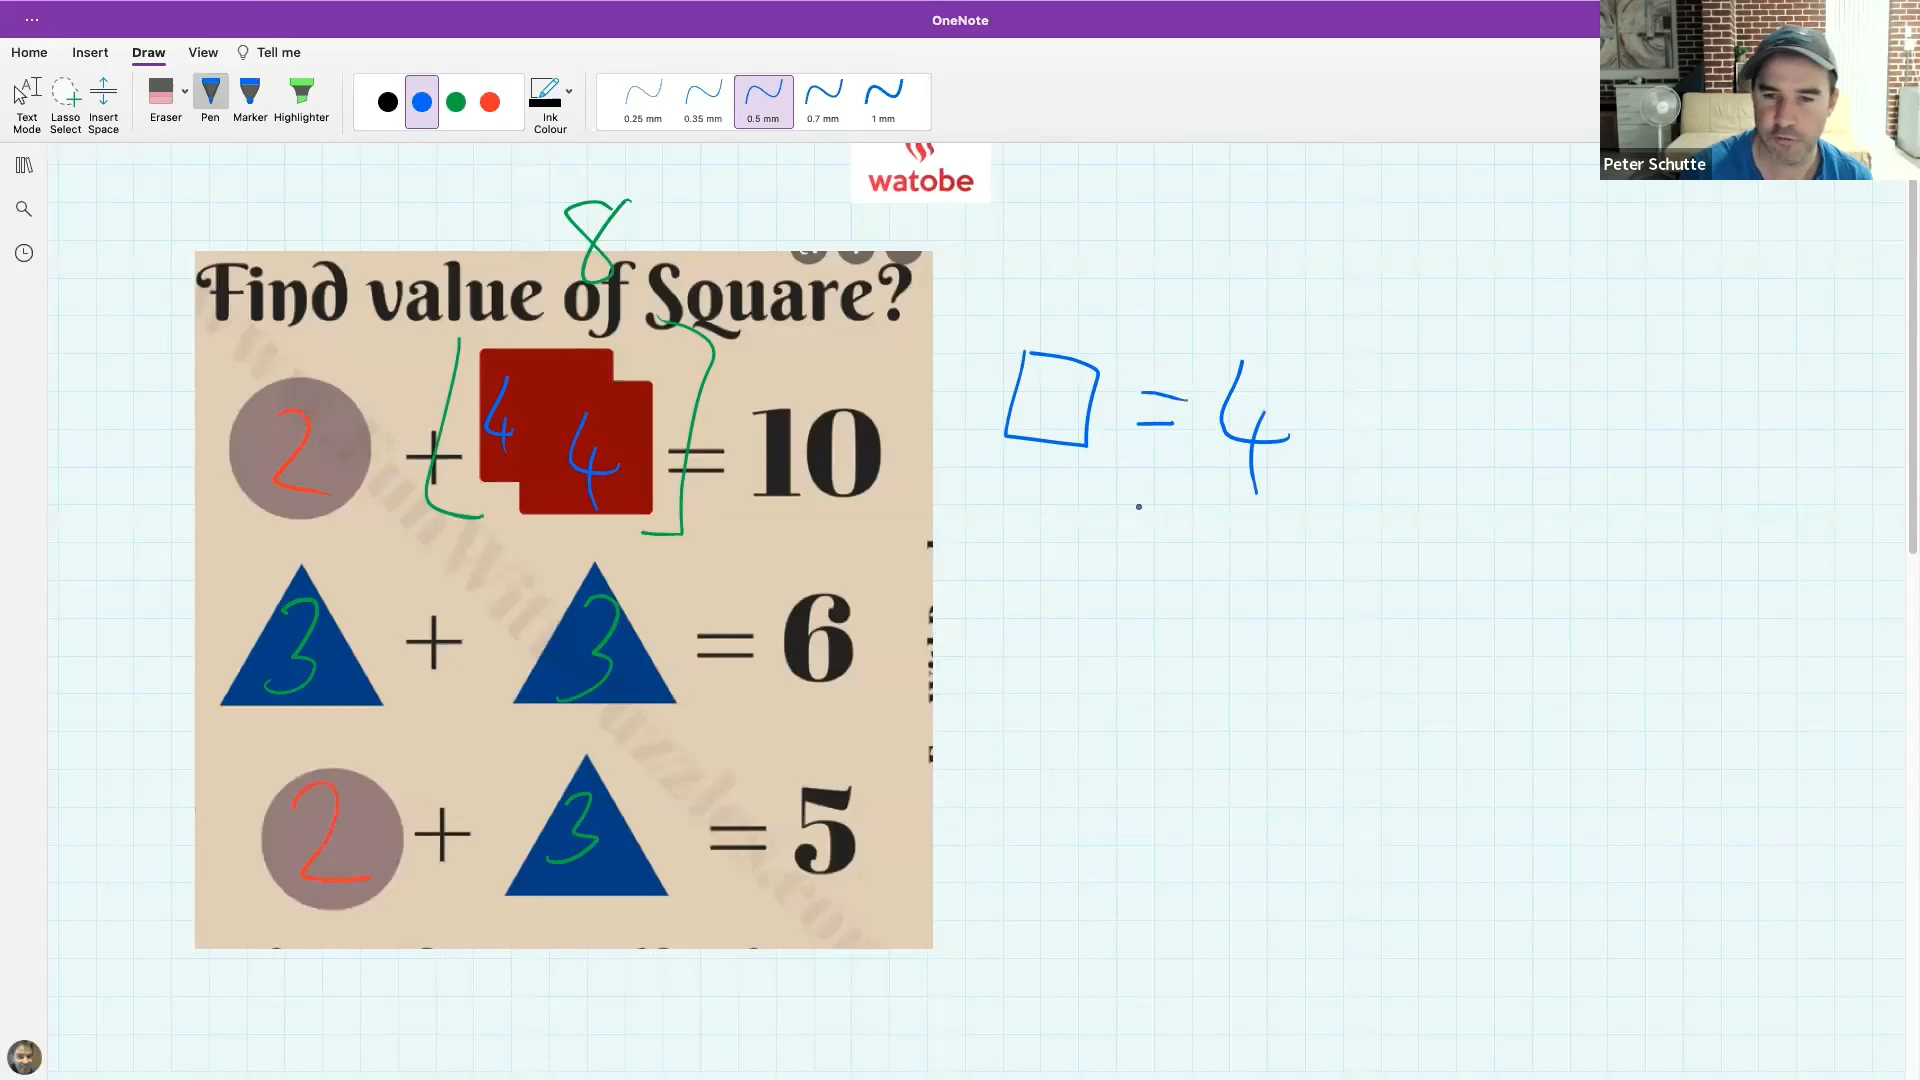 OneNote
Home Insert Draw View Tell me
Text Mode
Lasso Select
Insert Space
Eraser
Pen
Marker
Highlighter
Ink Colour
0.25 mm
0.35 mm
0.5 mm
0.7 mm
1 mm
Peter Schutte
watobe
8
Find value of Square?
2 + 4 4 = 10
= 4
3 + 3 = 6
2 + 3 = 5